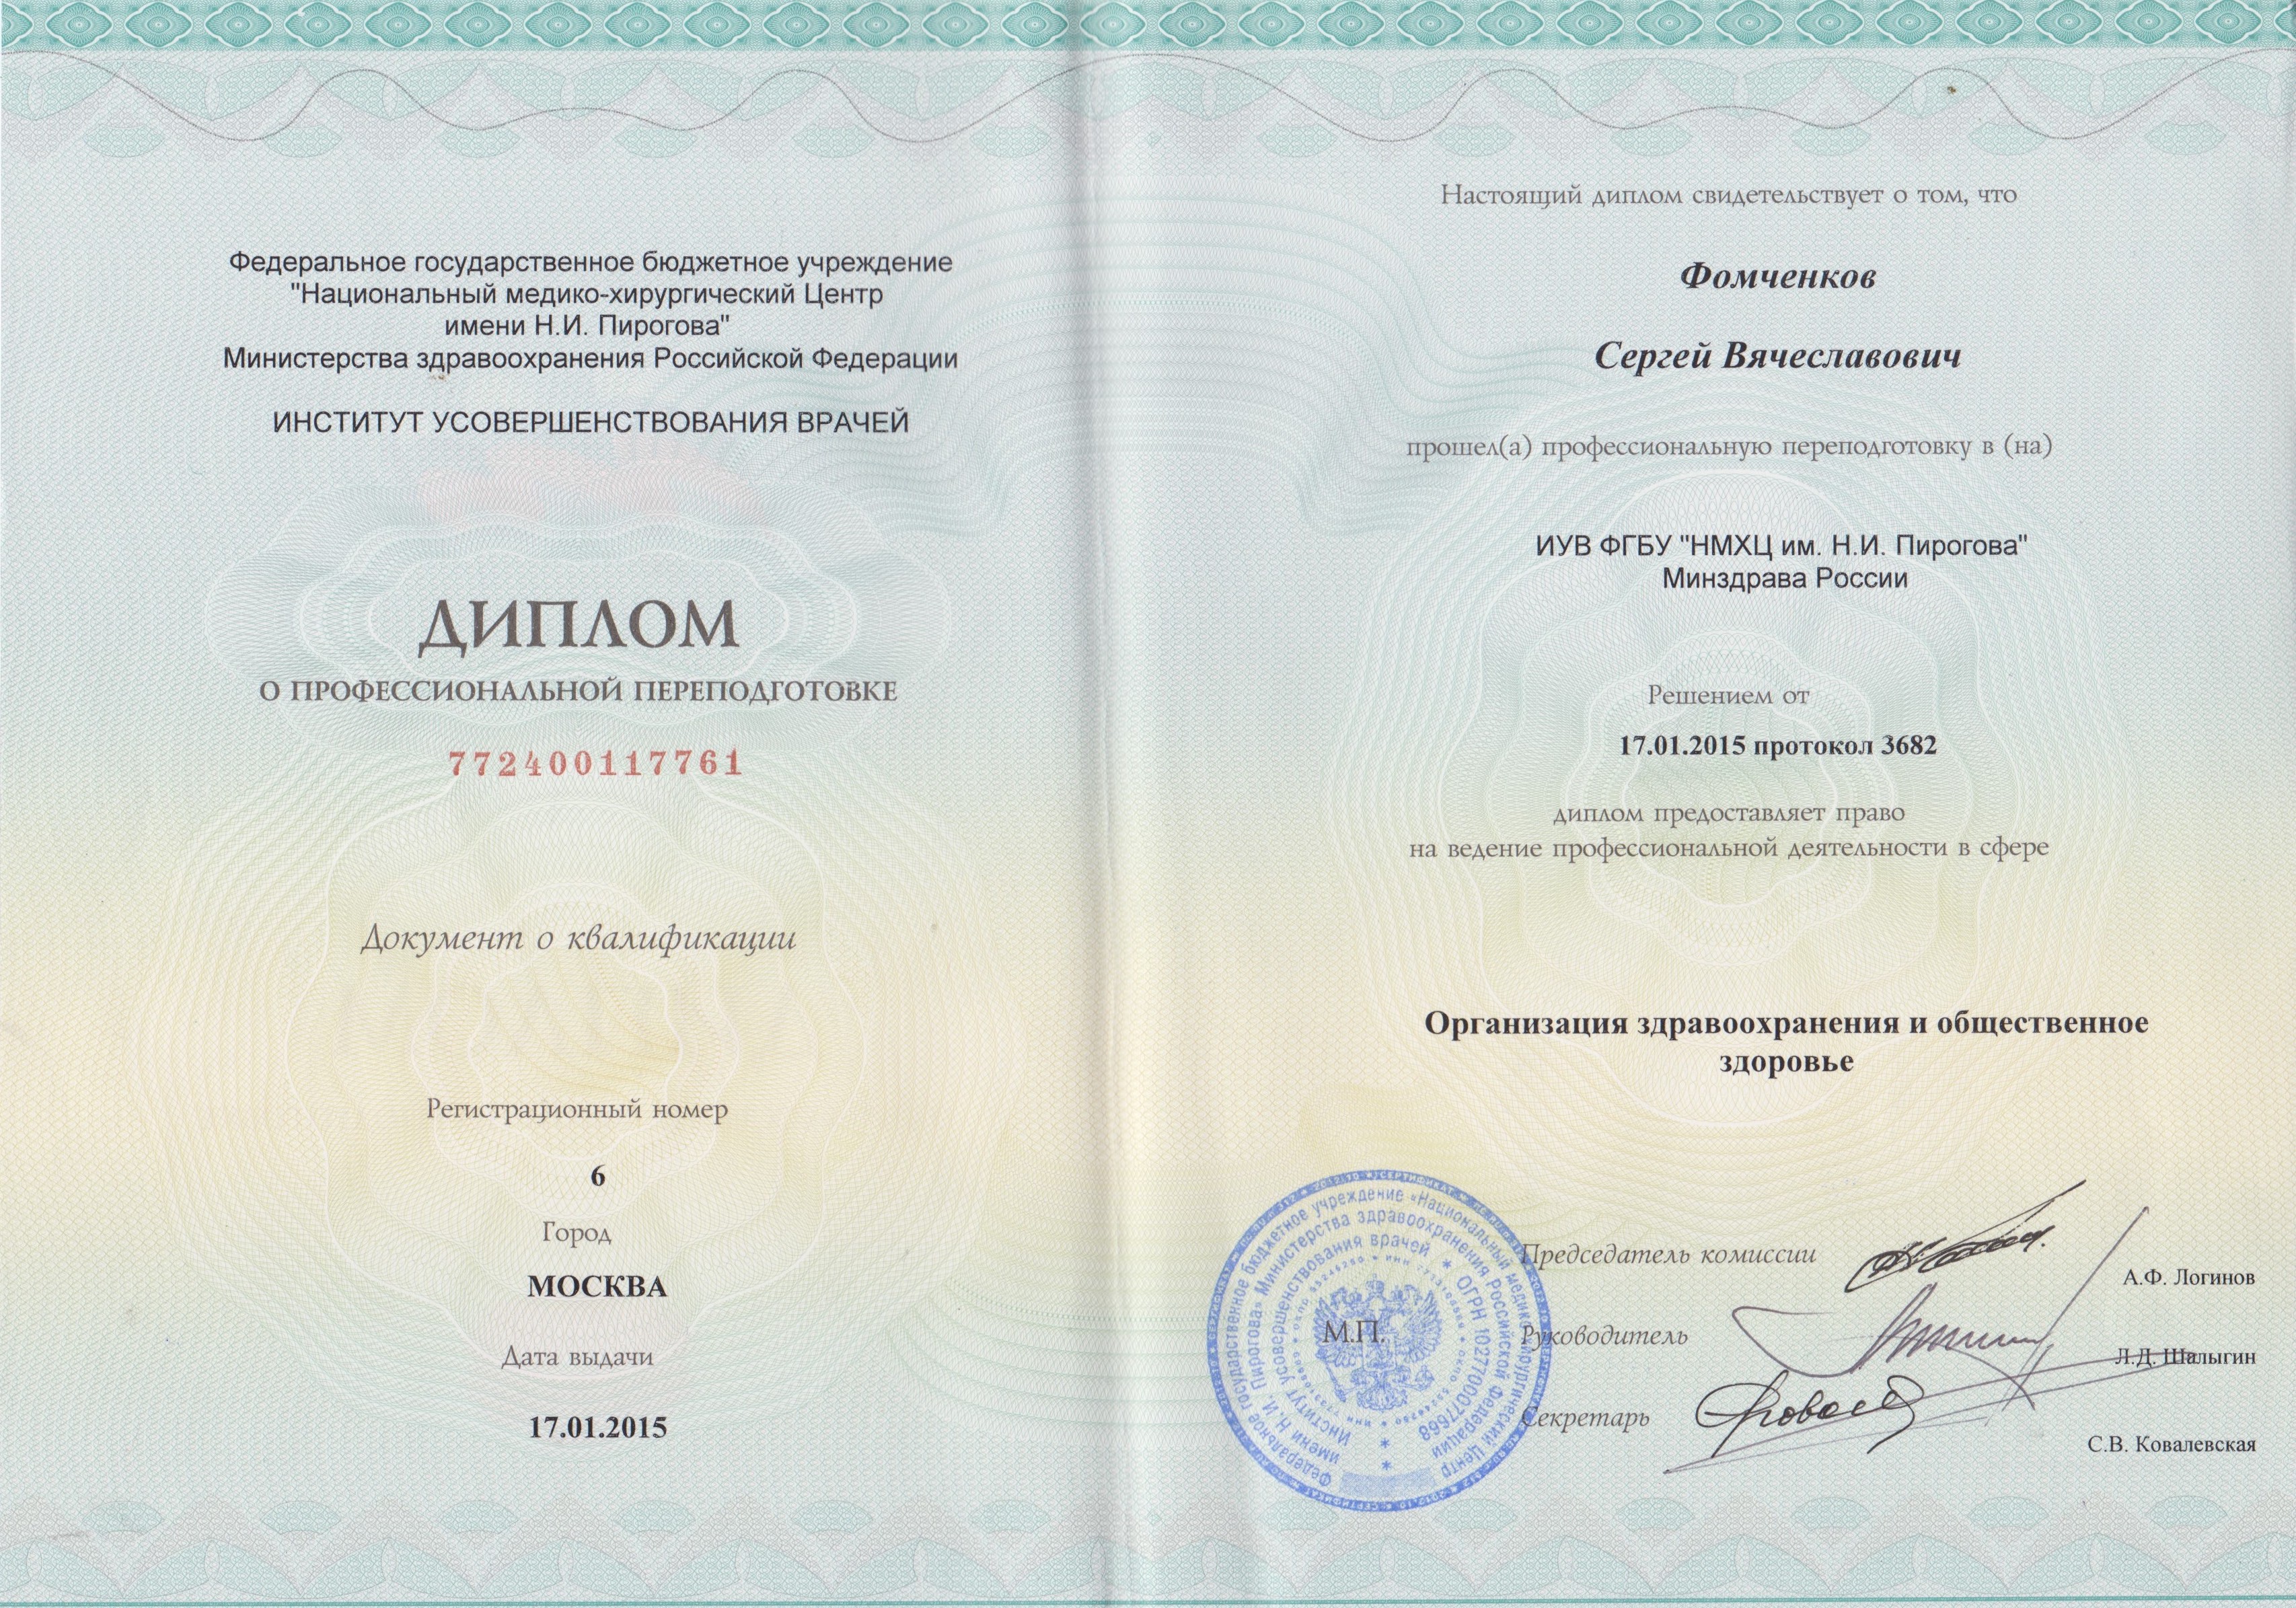 Федеральное государственное бюджетное учреждение
"Национальный медико-хирургический Центр
имени Н.И. Пирогова"
Министерства здравоохранения Российской Федерации
ИНСТИТУТ УСОВЕРШЕНСТВОВАНИЯ ВРАЧЕЙ
ДИПЛОМ
О ПРОФЕССИОНАЛЬНОЙ ПЕРЕПОДГОТОВКЕ
772400117761
Документ о квалификации
Регистрационный номер
6
Город
МОСКВА
Дата выдачи
17.01.2015
Настоящий диплом свидетельствует о том, что
Фомченков
Сергей Вячеславович
прошел(а) профессиональную переподготовку в (на)
ИУВ ФГБУ "НМХЦ им. Н.И. Пирогова"
Минздрава России
Решением от
17.01.2015 протокол 3682
диплом предоставляет право
на ведение профессиональной деятельности в сфере
Организация здравоохранения и общественное
здоровье
Председатель комиссии
А.Ф. Логинов
Руководитель
Л.Д. Шалыгин
Секретарь
С.В. Ковалевская
М.П.
Федеральное государственное бюджетное учреждение «Национальный медико-хирургический Центр
имени Н.И. Пирогова» Министерства здравоохранения Российской Федерации
Институт усовершенствования врачей * ОГРН 1027700077668